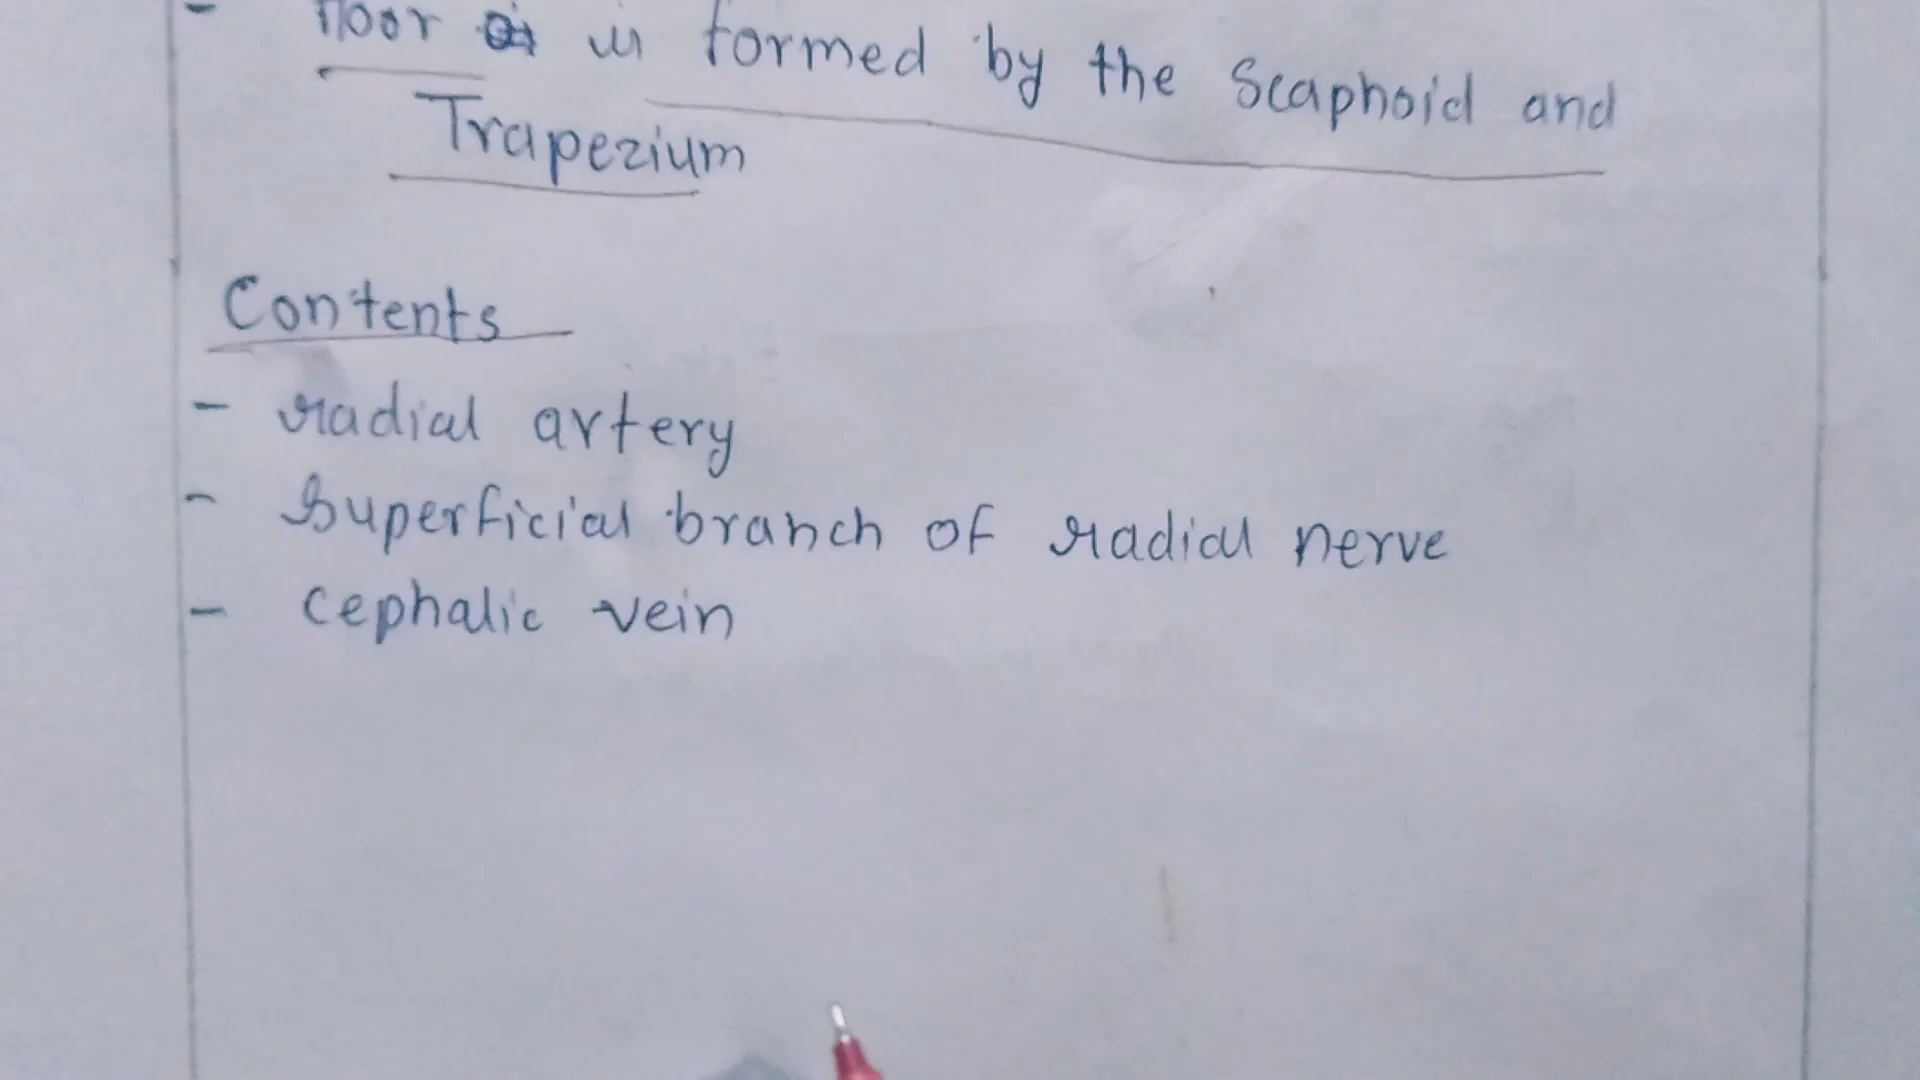 - floor is formed by the Scaphoid and
Trapezium
Contents
- radial artery
- Superficial branch of radial nerve
- cephalic vein